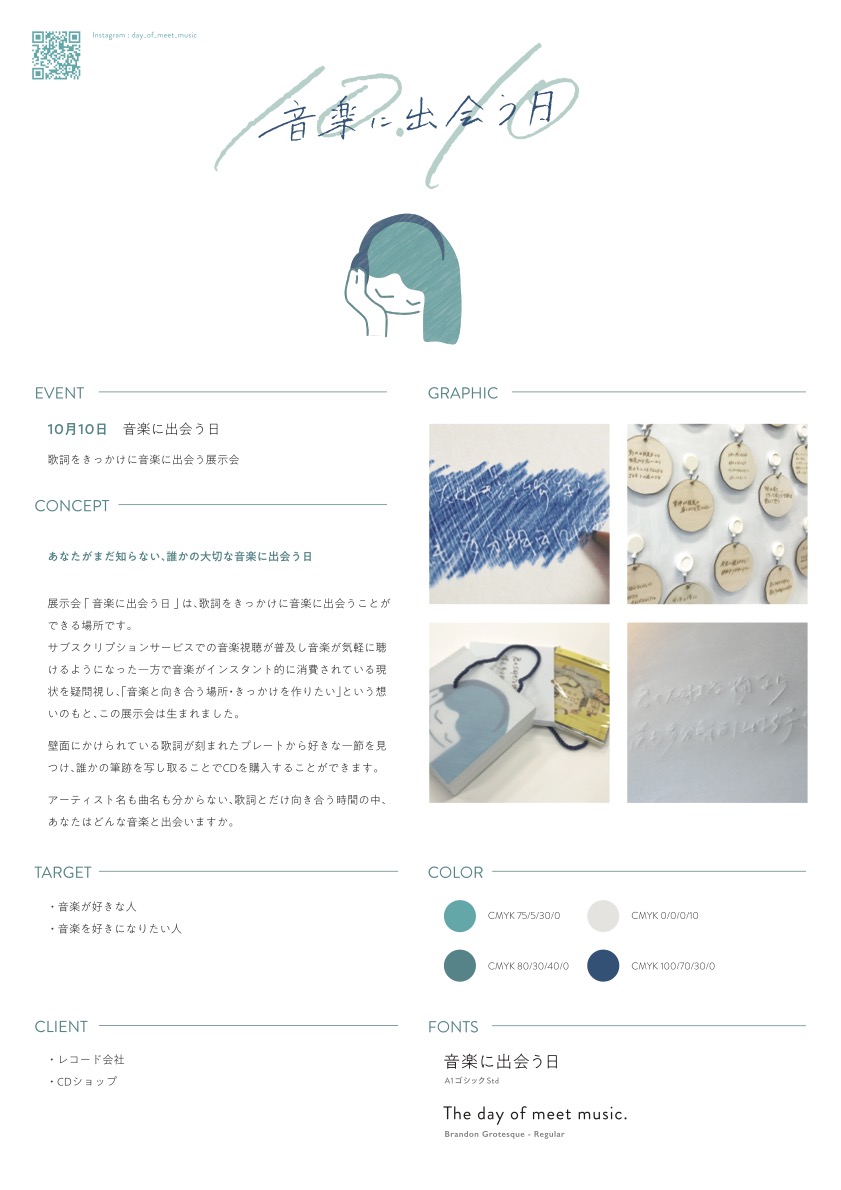 Instagram : day_of_meet_music
10.10
音楽に出会う日
EVENT
10月10日 音楽に出会う日
歌詞をきっかけに音楽に出会う展示会
CONCEPT
あなたがまだ知らない、誰かの大切な音楽に出会う日
展示会「 音楽に出会う日 」は、歌詞をきっかけに音楽に出会うことが
できる場所です。
サブスクリプションサービスでの音楽視聴が普及し音楽が気軽に聴
けるようになった一方で音楽がインスタント的に消費されている現
状を疑問視し、「音楽と向き合う場所・きっかけを作りたい」という想
いのもと、この展示会は生まれました。
壁面にかけられている歌詞が刻まれたプレートから好きな一節を見
つけ、誰かの筆跡を写し取ることでCDを購入することができます。
アーティスト名も曲名も分からない、歌詞とだけ向き合う時間の中、
あなたはどんな音楽と出会いますか。
TARGET
・音楽が好きな人
・音楽を好きになりたい人
CLIENT
・レコード会社
・CDショップ
GRAPHIC
COLOR
CMYK 75/5/30/0
CMYK 0/0/0/10
CMYK 80/30/40/0
CMYK 100/70/30/0
FONTS
音楽に出会う日
A1ゴシックStd
The day of meet music.
Brandon Grotesque - Regular